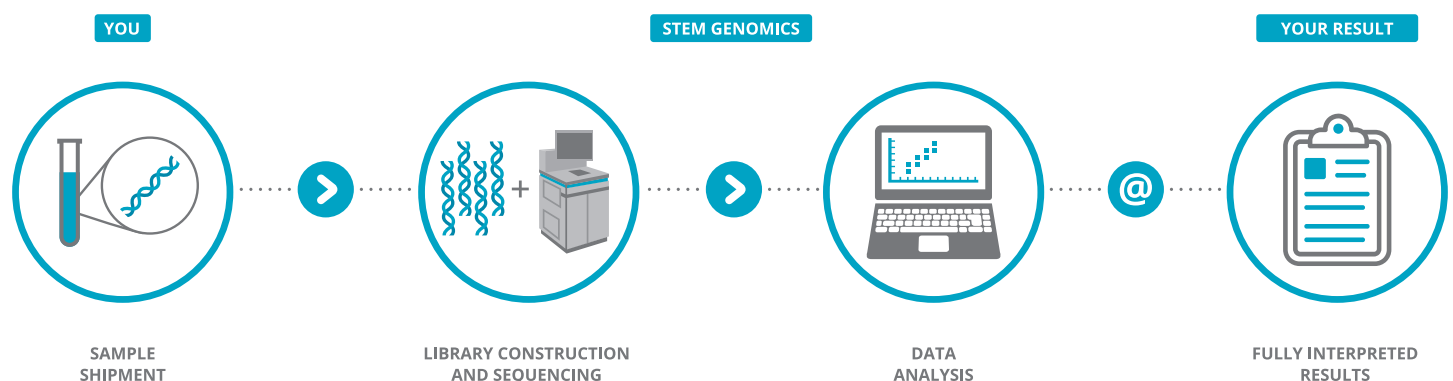 YOU
STEM GENOMICS
YOUR RESULT
+
@
SAMPLE
SHIPMENT
LIBRARY CONSTRUCTION
AND SEQUENCING
DATA
ANALYSIS
FULLY INTERPRETED
RESULTS